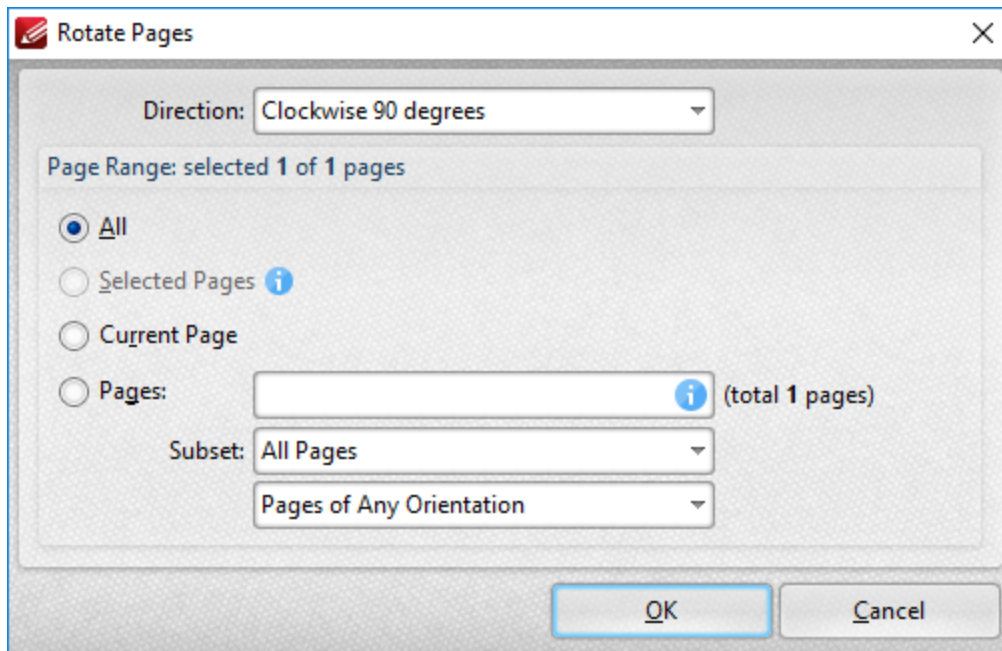 Rotate Pages
Direction: Clockwise 90 degrees
Page Range: selected 1 of 1 pages
All
Selected Pages
Current Page
Pages: (total 1 pages)
Subset: All Pages
Pages of Any Orientation
OK Cancel